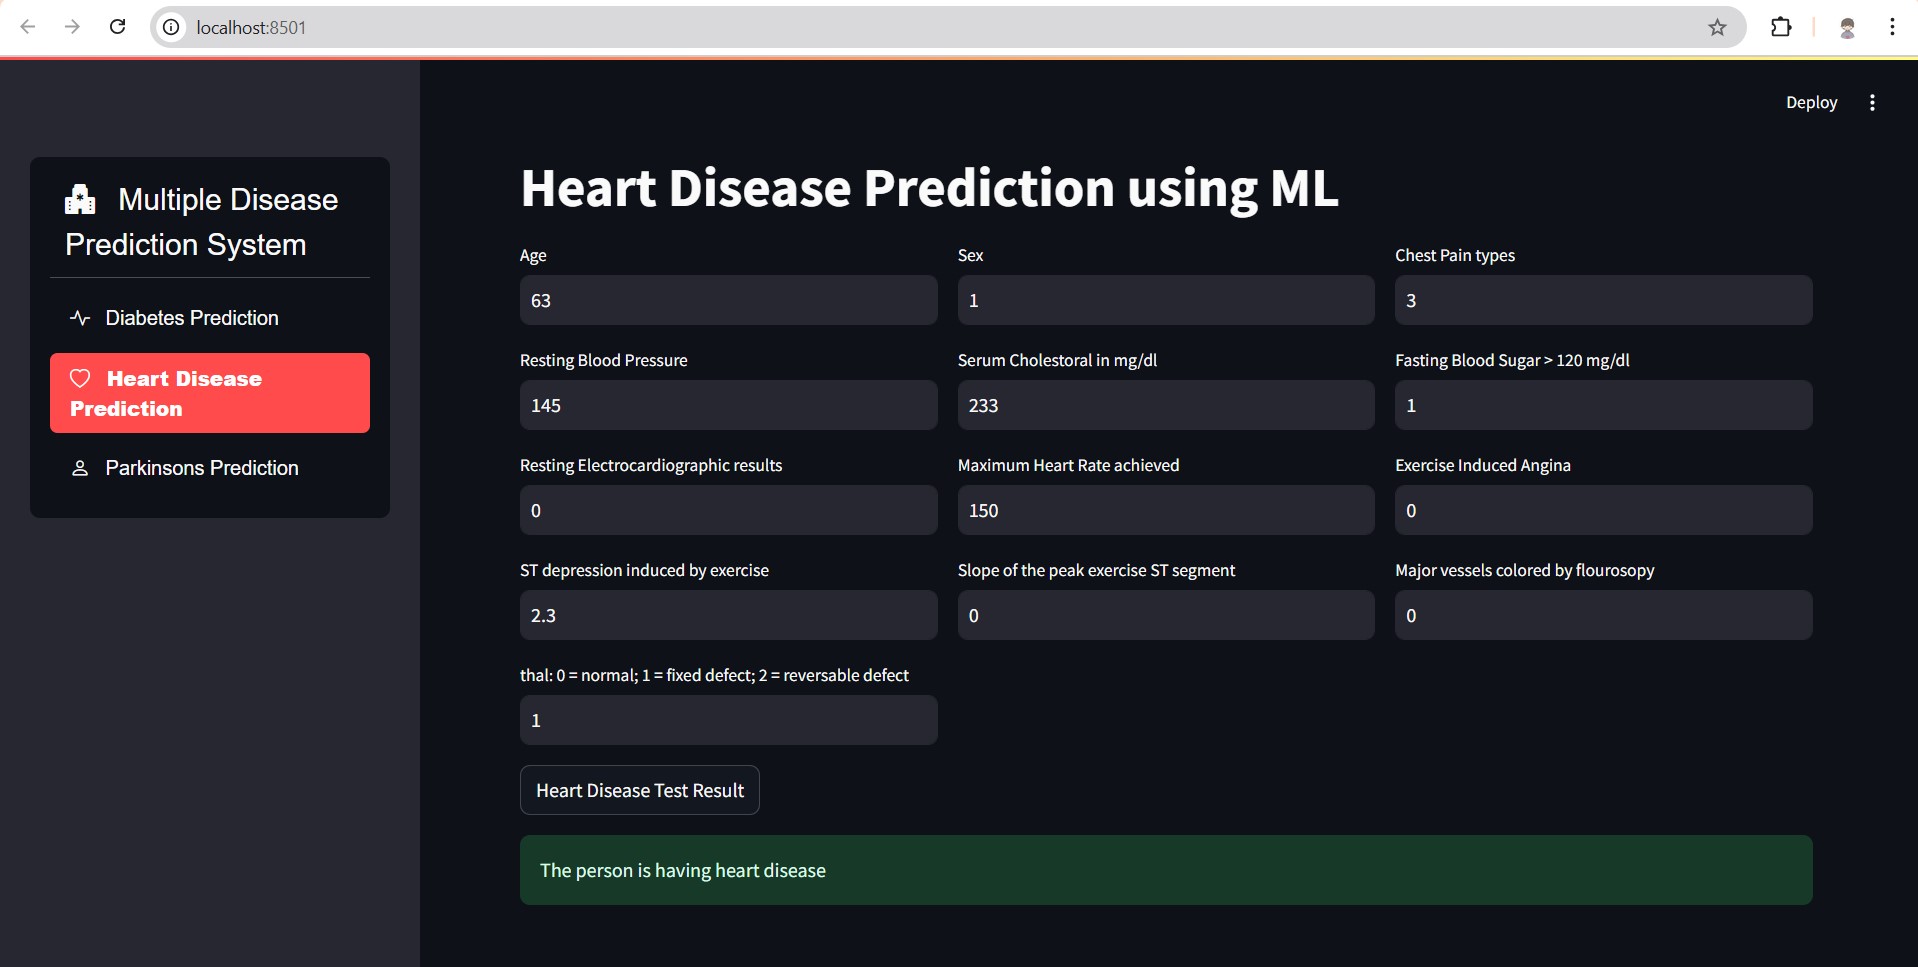 localhost:8501
Deploy
Multiple Disease
Prediction System
Diabetes Prediction
Heart Disease
Prediction
Parkinsons Prediction
Heart Disease Prediction using ML
Age
63
Sex
1
Chest Pain types
3
Resting Blood Pressure
145
Serum Cholestoral in mg/dl
233
Fasting Blood Sugar > 120 mg/dl
1
Resting Electrocardiographic results
0
Maximum Heart Rate achieved
150
Exercise Induced Angina
0
ST depression induced by exercise
2.3
Slope of the peak exercise ST segment
0
Major vessels colored by flourosopy
0
thal: 0 = normal; 1 = fixed defect; 2 = reversable defect
1
Heart Disease Test Result
The person is having heart disease